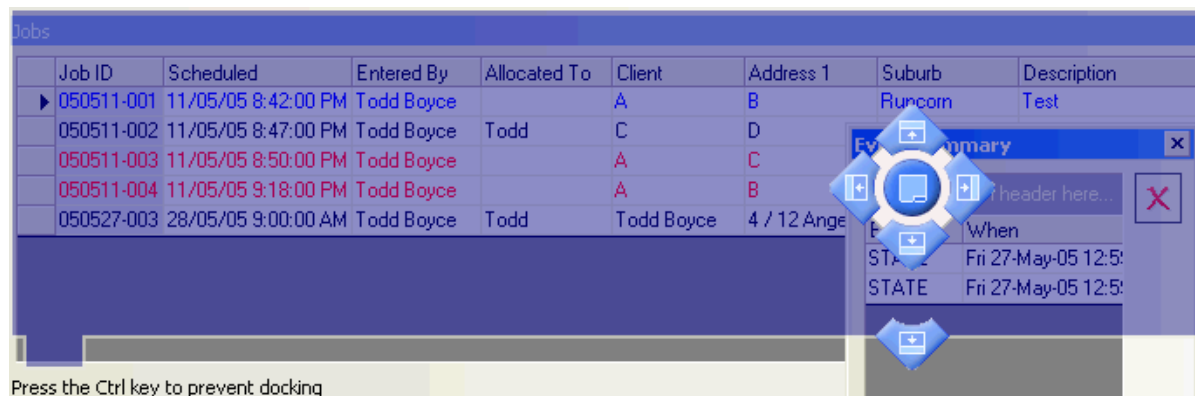 Jobs
Job ID Scheduled Entered By Allocated To Client Address 1 Suburb Description
050511-001 11/05/05 8:42:00 PM Todd Boyce A B Runcorn Test
050511-002 11/05/05 8:47:00 PM Todd Boyce Todd C D
mmary
050511-003 11/05/05 8:50:00 PM Todd Boyce A C
050511-004 11/05/05 9:18:00 PM Todd Boyce A B
header here...
050527-003 28/05/05 9:00:00 AM Todd Boyce Todd Todd Boyce 4 / 12 Ange
When
STATE Fri 27-May-05 12:5
STATE Fri 27-May-05 12:5
Press the Ctrl key to prevent docking